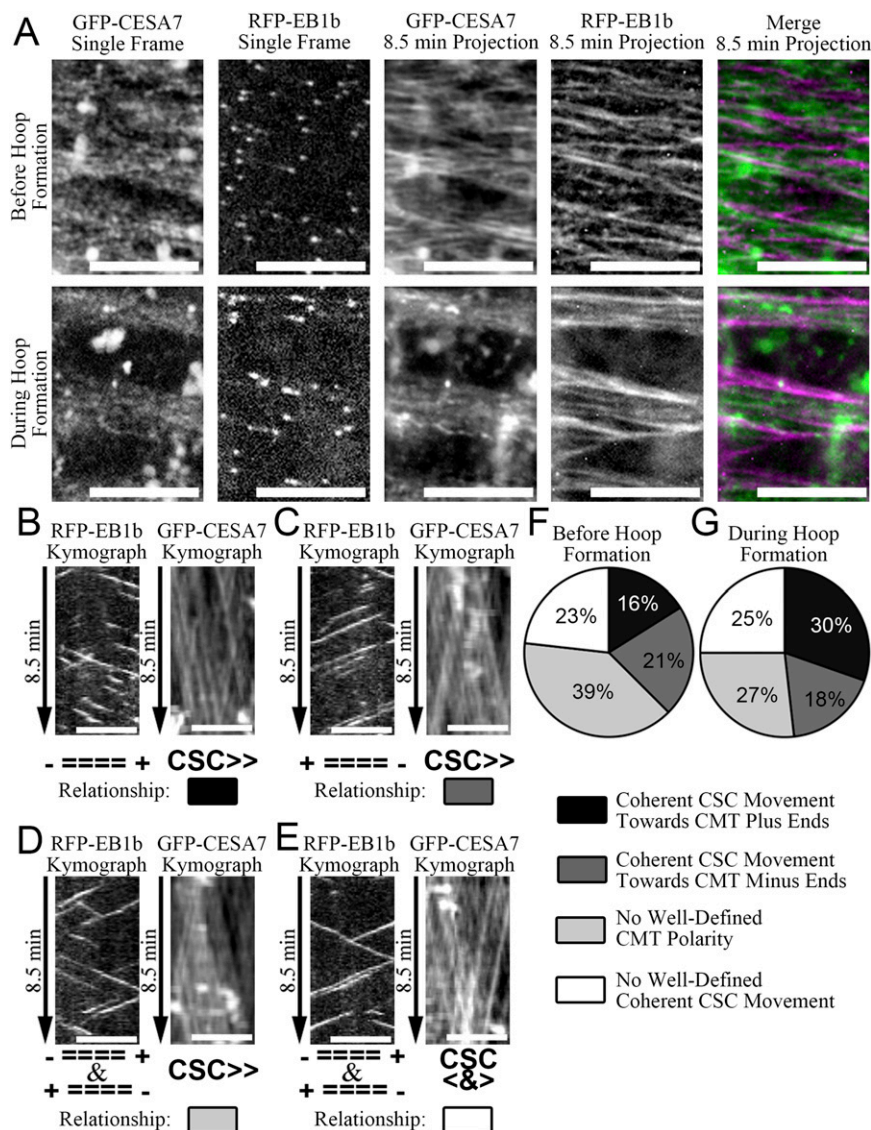 A
GFP-CESA7
Single Frame
RFP-EB1b
Single Frame
GFP-CESA7
8.5 min Projection
RFP-EB1b
8.5 min Projection
Merge
8.5 min Projection
Before Hoop
Formation
During Hoop
Formation
B
RFP-EB1b
Kymograph
GFP-CESA7
Kymograph
8.5 min
8.5 min
- ==== +
CSC>>
Relationship:
C
RFP-EB1b
Kymograph
GFP-CESA7
Kymograph
8.5 min
8.5 min
+ ==== -
CSC>>
Relationship:
F
Before Hoop
Formation
23%
16%
21%
39%
G
During Hoop
Formation
25%
30%
18%
27%
D
RFP-EB1b
Kymograph
GFP-CESA7
Kymograph
8.5 min
8.5 min
- ==== +
&
+ ==== -
CSC>>
Relationship:
E
RFP-EB1b
Kymograph
GFP-CESA7
Kymograph
8.5 min
8.5 min
- ==== +
&
+ ==== -
CSC
<&>
Relationship:
Coherent CSC Movement
Towards CMT Plus Ends
Coherent CSC Movement
Towards CMT Minus Ends
No Well-Defined
CMT Polarity
No Well-Defined
Coherent CSC Movement